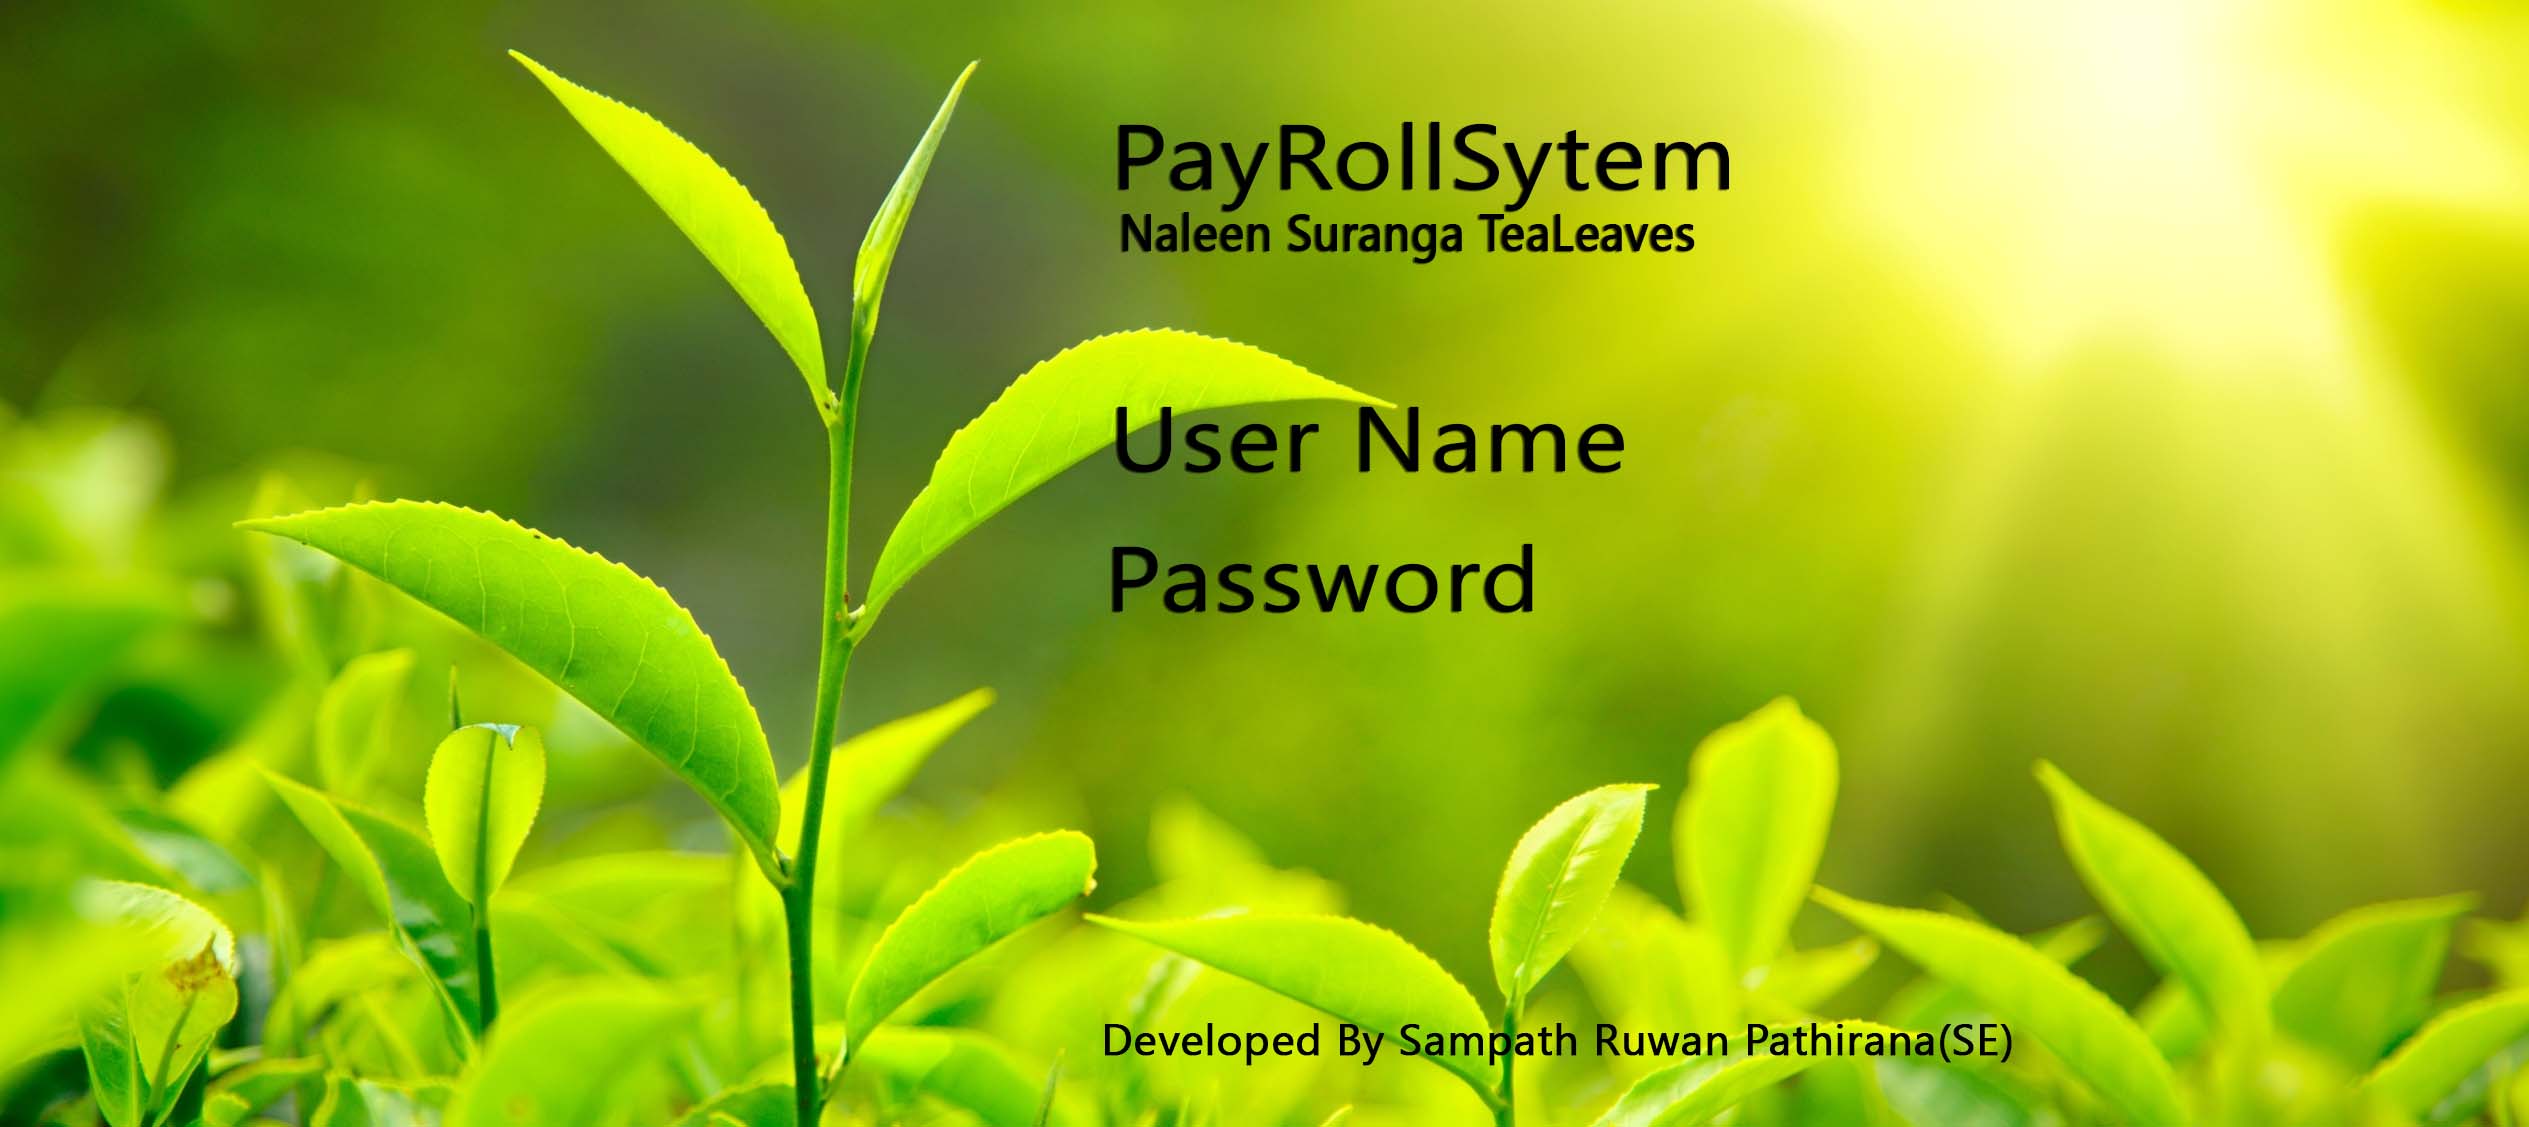 PayRollSytem
Naleen Suranga TeaLeaves
User Name
Password
Developed By Sampath Ruwan Pathirana(SE)